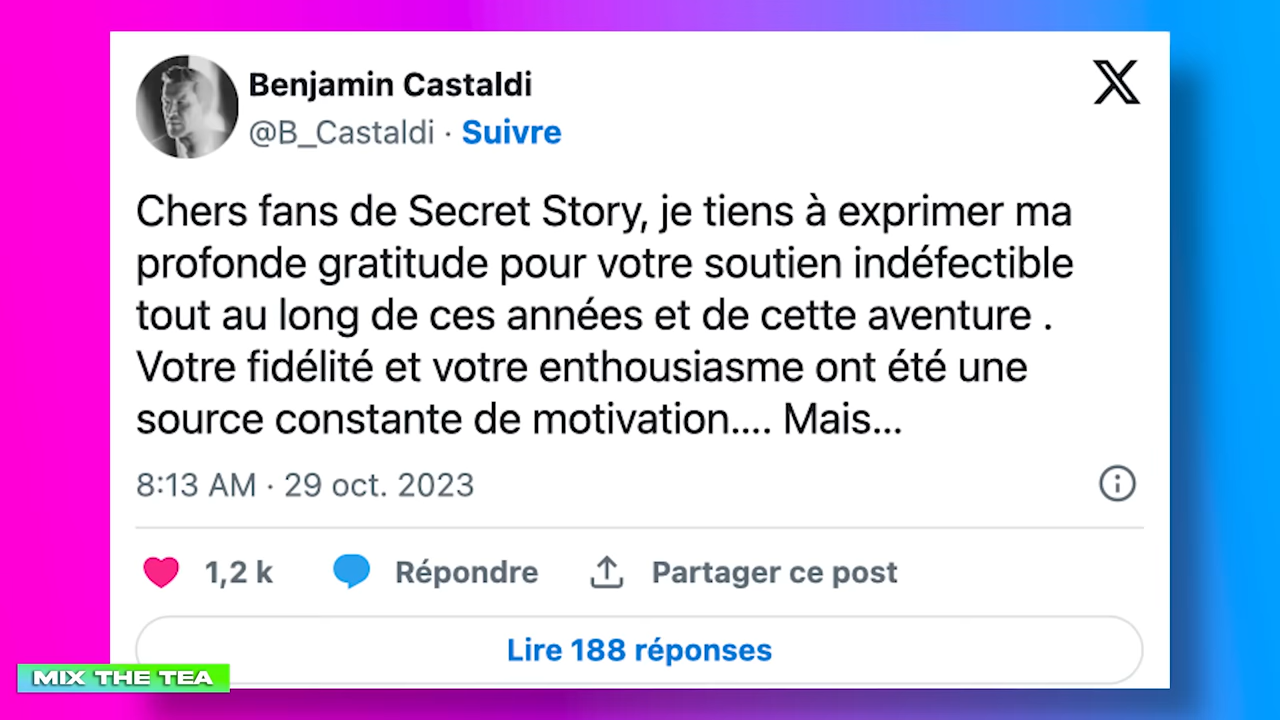 Benjamin Castaldi
@B_Castaldi · Suivre
Chers fans de Secret Story, je tiens à exprimer ma
profonde gratitude pour votre soutien indéfectible
tout au long de ces années et de cette aventure .
Votre fidélité et votre enthousiasme ont été une
source constante de motivation.... Mais...
8:13 AM · 29 oct. 2023
1,2 k Répondre Partager ce post
Lire 188 réponses
MIX THE TEA